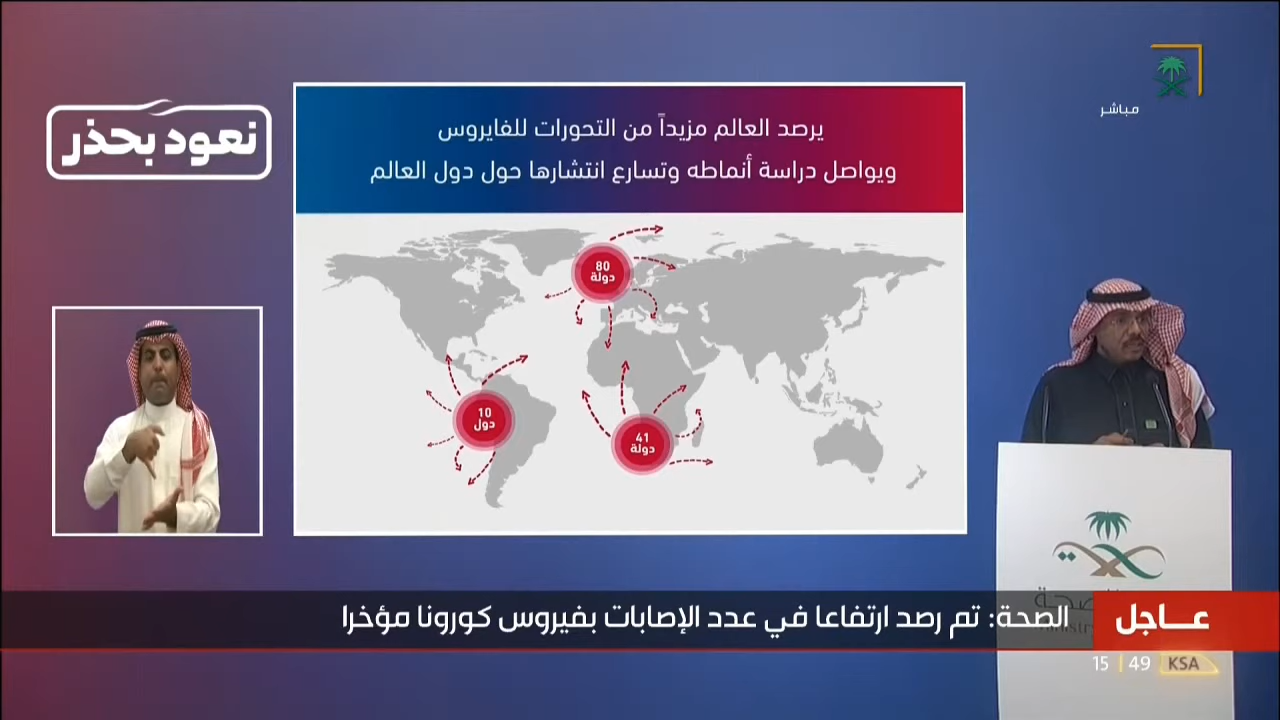 مباشر
نعود بحذر
يرصد العالم مزيداً من التحورات للفايروس
ويواصل دراسة أنماطه وتسارع انتشارها حول دول العالم
80
دولة
10
دول
41
دولة
عـــاجل
الصحة: تم رصد ارتفاعا في عدد الإصابات بفيروس كورونا مؤخرا
15 49 KSA